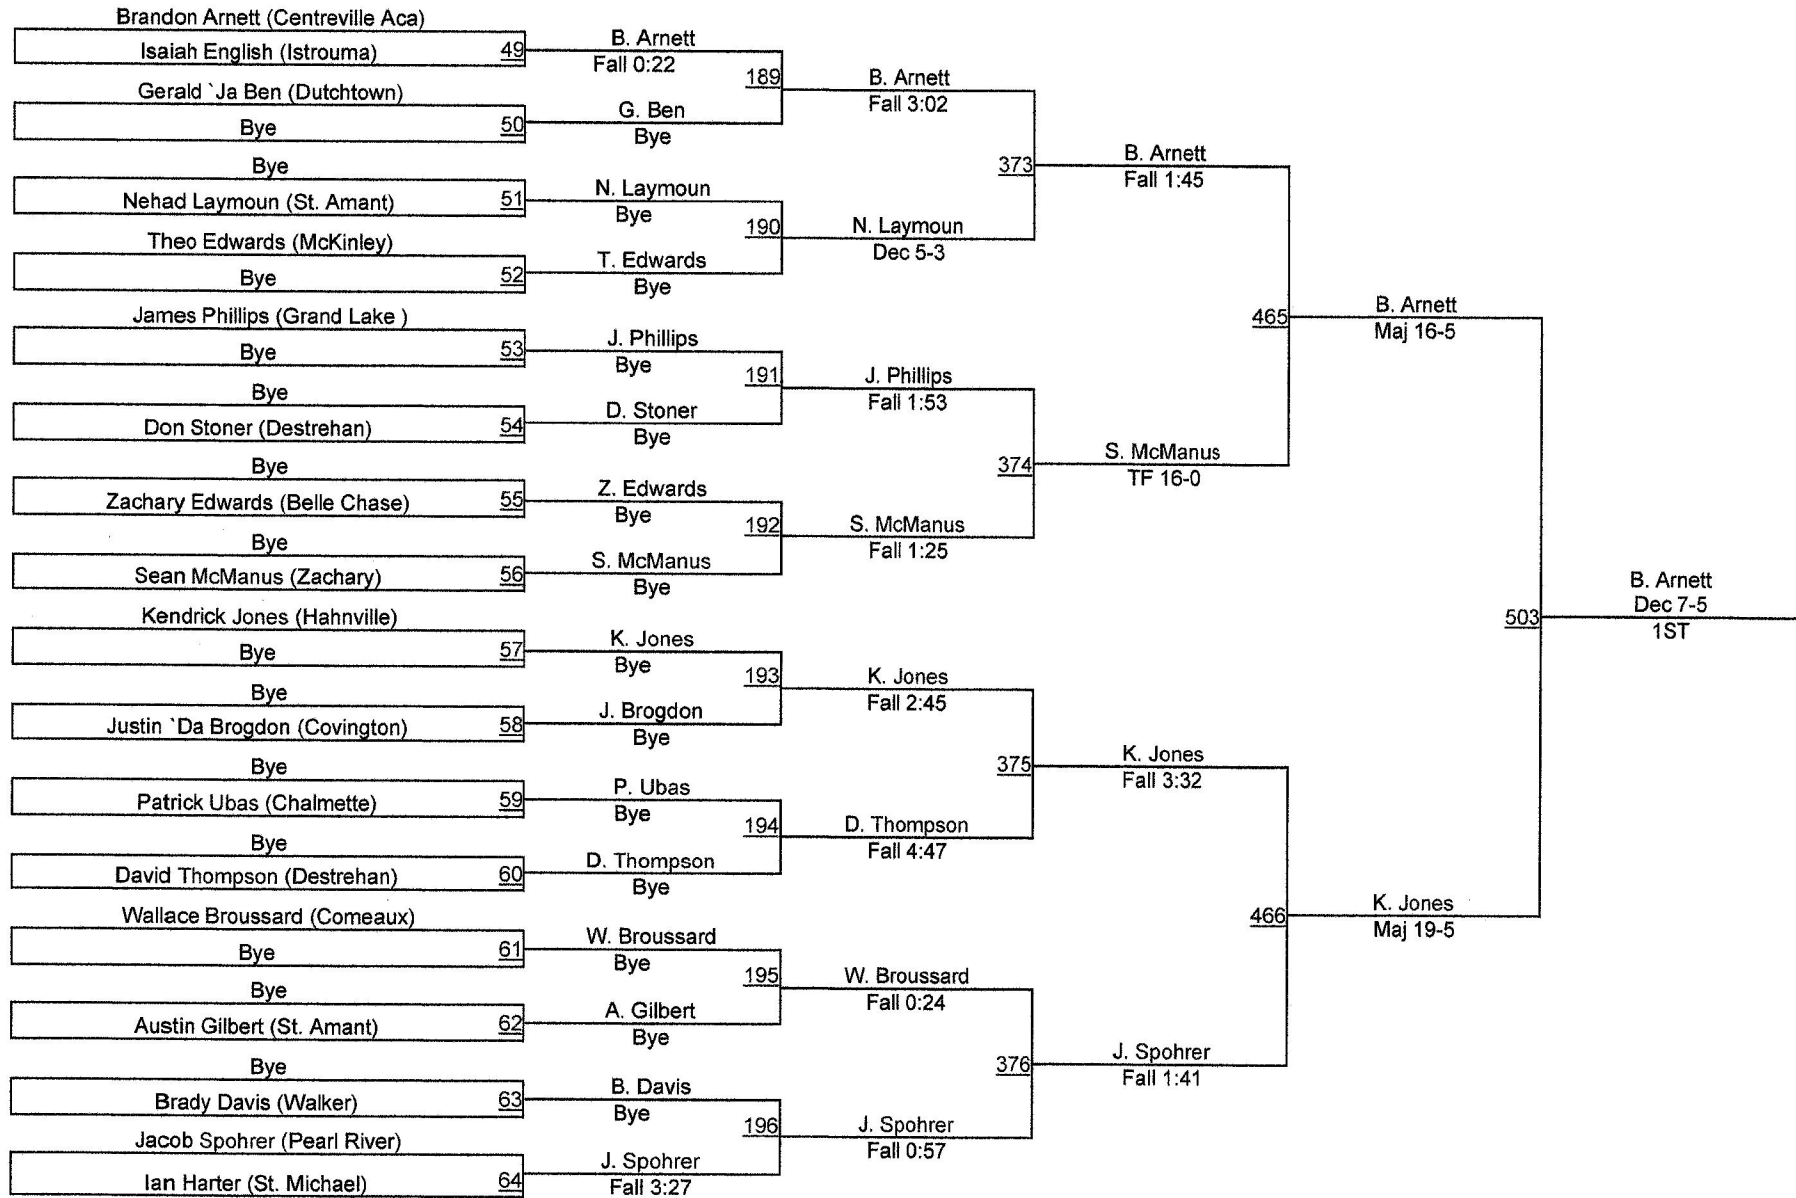 Brandon Arnett (Centreville Aca)
Isaiah English (Istrouma) 49
Gerald `Ja Ben (Dutchtown)
Bye 50
Bye
Nehad Laymoun (St. Amant) 51
Theo Edwards (McKinley)
Bye 52
James Phillips (Grand Lake )
Bye 53
Bye
Don Stoner (Destrehan) 54
Bye
Zachary Edwards (Belle Chase) 55
Bye
Sean McManus (Zachary) 56
Kendrick Jones (Hahnville)
Bye 57
Bye
Justin `Da Brogdon (Covington) 58
Bye
Patrick Ubas (Chalmette) 59
Bye
David Thompson (Destrehan) 60
Wallace Broussard (Comeaux)
Bye 61
Bye
Austin Gilbert (St. Amant) 62
Bye
Brady Davis (Walker) 63
Jacob Spohrer (Pearl River)
Ian Harter (St. Michael) 64
B. Arnett
Fall 0:22
189
G. Ben
Bye
N. Laymoun
Bye
190
T. Edwards
Bye
J. Phillips
Bye
191
D. Stoner
Bye
Z. Edwards
Bye
192
S. McManus
Bye
K. Jones
Bye
193
J. Brogdon
Bye
P. Ubas
Bye
194
D. Thompson
Bye
W. Broussard
Bye
195
A. Gilbert
Bye
B. Davis
Bye
196
J. Spohrer
Fall 3:27
B. Arnett
Fall 3:02
373
N. Laymoun
Dec 5-3
J. Phillips
Fall 1:53
374
S. McManus
Fall 1:25
K. Jones
Fall 2:45
375
D. Thompson
Fall 4:47
W. Broussard
Fall 0:24
376
J. Spohrer
Fall 0:57
B. Arnett
Fall 1:45
465
S. McManus
TF 16-0
K. Jones
Fall 3:32
466
J. Spohrer
Fall 1:41
B. Arnett
Maj 16-5
503
K. Jones
Maj 19-5
B. Arnett
Dec 7-5
1ST